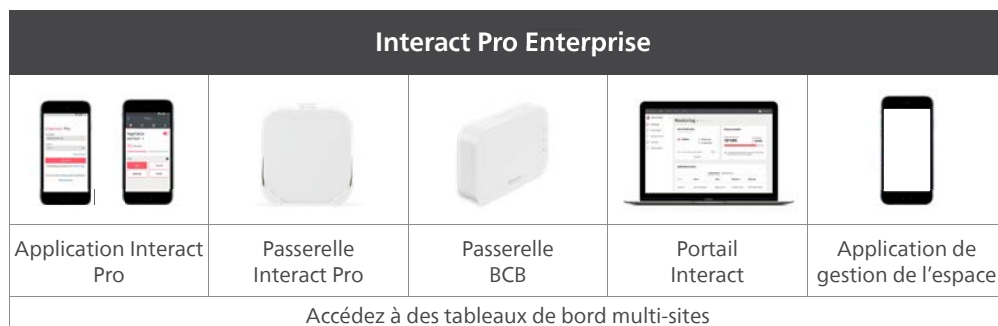 Interact Pro Enterprise
Application Interact
Pro
Passerelle
Interact Pro
Passerelle
BCB
Portail
Interact
Application de
gestion de l'espace
Accédez à des tableaux de bord multi-sites